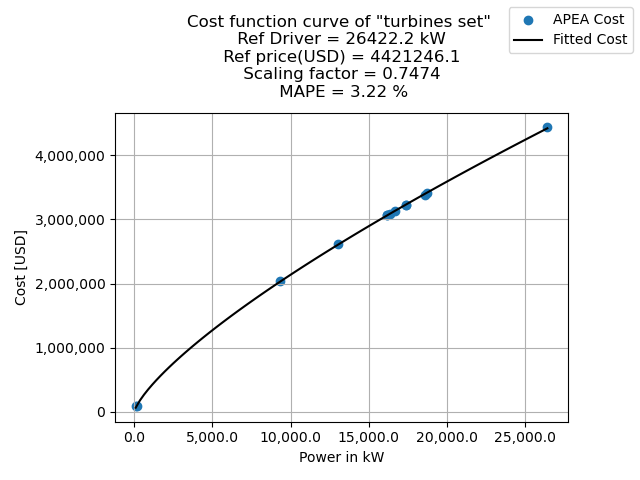 Cost function curve of "turbines set"
Ref Driver = 26422.2 kW
Ref price(USD) = 4421246.1
Scaling factor = 0.7474
MAPE = 3.22 %
APEA Cost
Fitted Cost
4,000,000
3,000,000
2,000,000
1,000,000
0
Cost [USD]
0.0 5,000.0 10,000.0 15,000.0 20,000.0 25,000.0
Power in kW